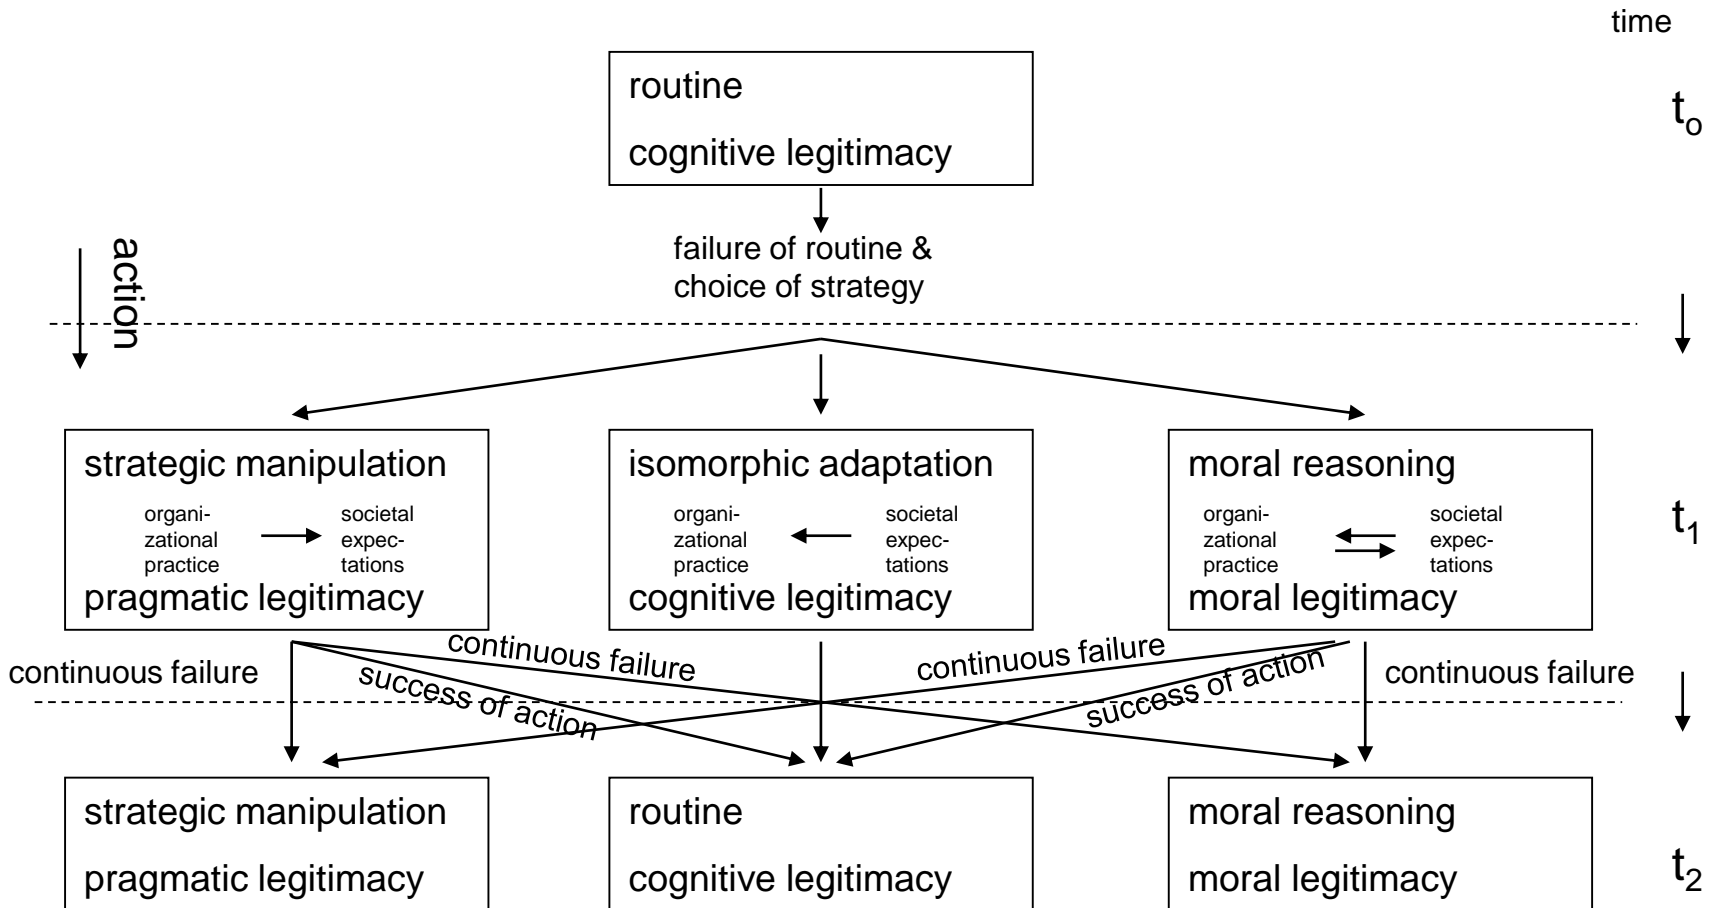 time
routine
cognitive legitimacy
t₀
failure of routine &
choice of strategy
action
strategic manipulation
organi-
zational
practice
societal
expec-
tations
pragmatic legitimacy
isomorphic adaptation
organi-
zational
practice
societal
expec-
tations
cognitive legitimacy
moral reasoning
organi-
zational
practice
societal
expec-
tations
moral legitimacy
t₁
continuous failure
continuous failure
success of action
continuous failure
success of action
continuous failure
strategic manipulation
pragmatic legitimacy
routine
cognitive legitimacy
moral reasoning
moral legitimacy
t₂